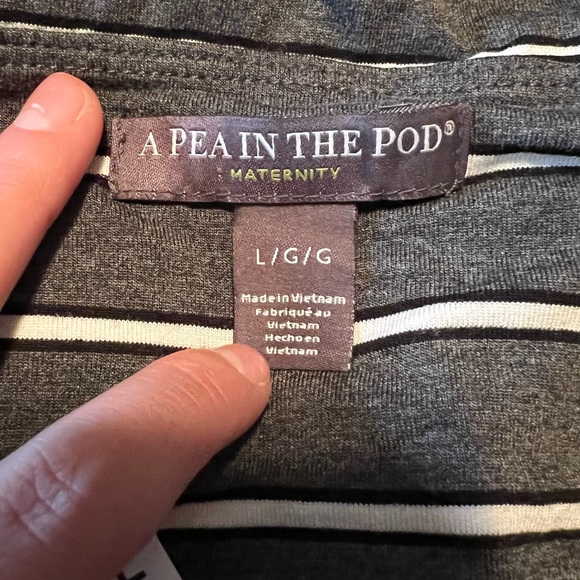 A PEA IN THE POD®
MATERNITY
L/G/G
Made in Vietnam
Fabriqué au
Vietnam
Hecho en
Vietnam